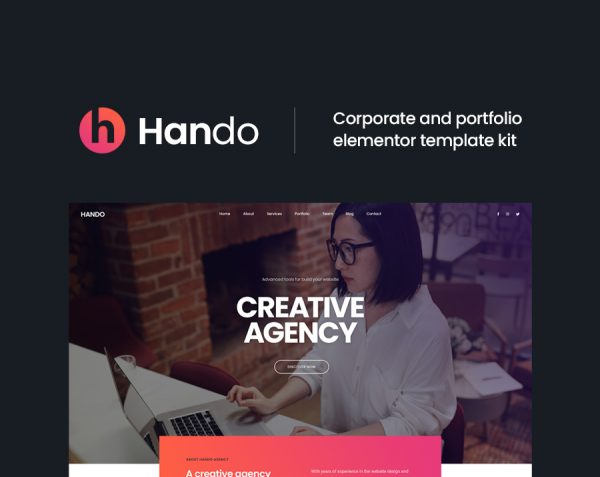 h Hando
Corporate and portfolio
elementor template kit
HANDO
Home About Services Portfolio Team Blog Contact
Advanced tools for build your website
CREATIVE
AGENCY
DISCOVER NOW
ABOUT HANDO AGENCY
A creative agency
With years of experience in the website design and